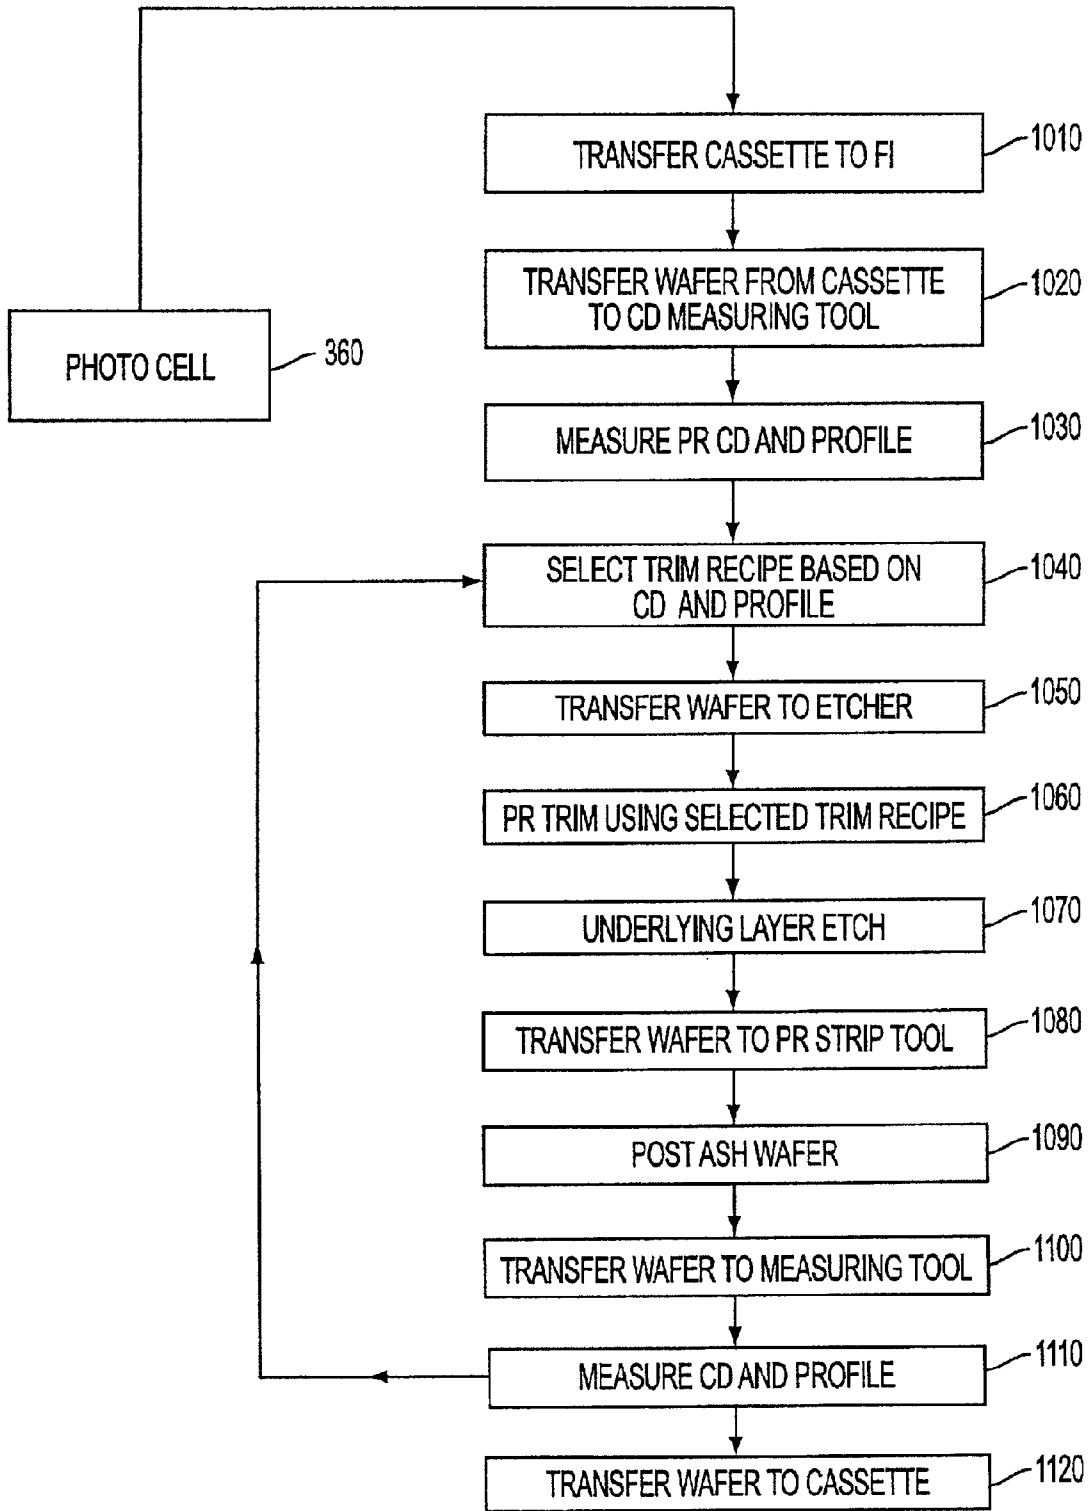 TRANSFER CASSETTE TO FI
1010
TRANSFER WAFER FROM CASSETTE
TO CD MEASURING TOOL
1020
PHOTO CELL
360
MEASURE PR CD AND PROFILE
1030
SELECT TRIM RECIPE BASED ON
CD AND PROFILE
1040
TRANSFER WAFER TO ETCHER
1050
PR TRIM USING SELECTED TRIM RECIPE
1060
UNDERLYING LAYER ETCH
1070
TRANSFER WAFER TO PR STRIP TOOL
1080
POST ASH WAFER
1090
TRANSFER WAFER TO MEASURING TOOL
1100
MEASURE CD AND PROFILE
1110
TRANSFER WAFER TO CASSETTE
1120